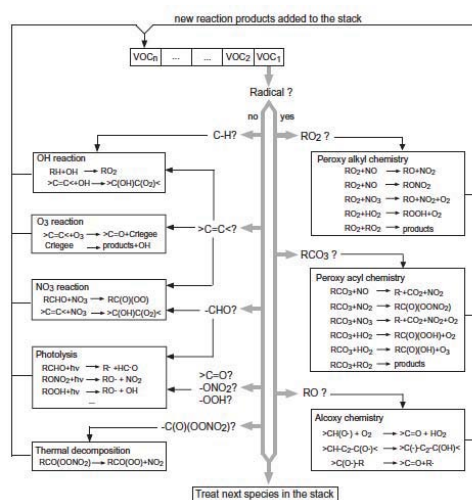 new reaction products added to the stack
VOCn ... ... VOC2 VOC1
Radical ?
no yes
C-H?
OH reaction
RH+OH → RO2
>C=C<+OH → >C(OH)C(O2)<
O3 reaction
>C=C<+O3 → >C=O+Criegee
Criegee → products+OH
>C=C<?
NO3 reaction
RCHO+NO3 → RC(O)(OO)
>C=C<+NO3 → >C(OH)C(O2)<
-CHO?
Photolysis
RCHO+hν → R· +HC·O
RONO2+hν → RO· + NO2
ROOH+hν → RO· + OH
...
>C=O?
-ONO2?
-OOH?
-C(O)(OONO2)?
Thermal decomposition
RCO(OONO2) → RCO(OO)+NO2
RO2 ?
Peroxy alkyl chemistry
RO2+NO → RO+NO2
RO2+NO → RONO2
RO2+NO3 → RO+NO2+O2
RO2+HO2 → ROOH+O2
RO2+RO2 → products
RCO3 ?
Peroxy acyl chemistry
RCO3+NO → R·+CO2+NO2
RCO3+NO2 → RC(O)(OONO2)
RCO3+NO3 → R·+CO2+NO2+O2
RCO3+HO2 → RC(O)(OOH)+O2
RCO3+HO2 → RC(O)(OH)+O3
RCO3+RO2 → products
RO ?
Alcoxy chemistry
>CH(O·) + O2 → >C=O + HO2
>CH-C2-C(O·)< → >C(·)-C2-C(OH)<
>C(O·)-R → >C=O+R·
Treat next species in the stack